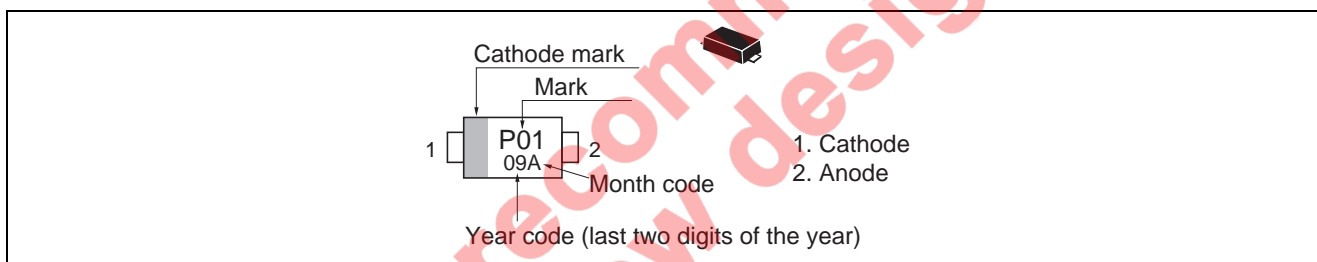 Cathode mark
Mark
1
P01
2
09A
Month code
Year code (last two digits of the year)
1. Cathode
2. Anode